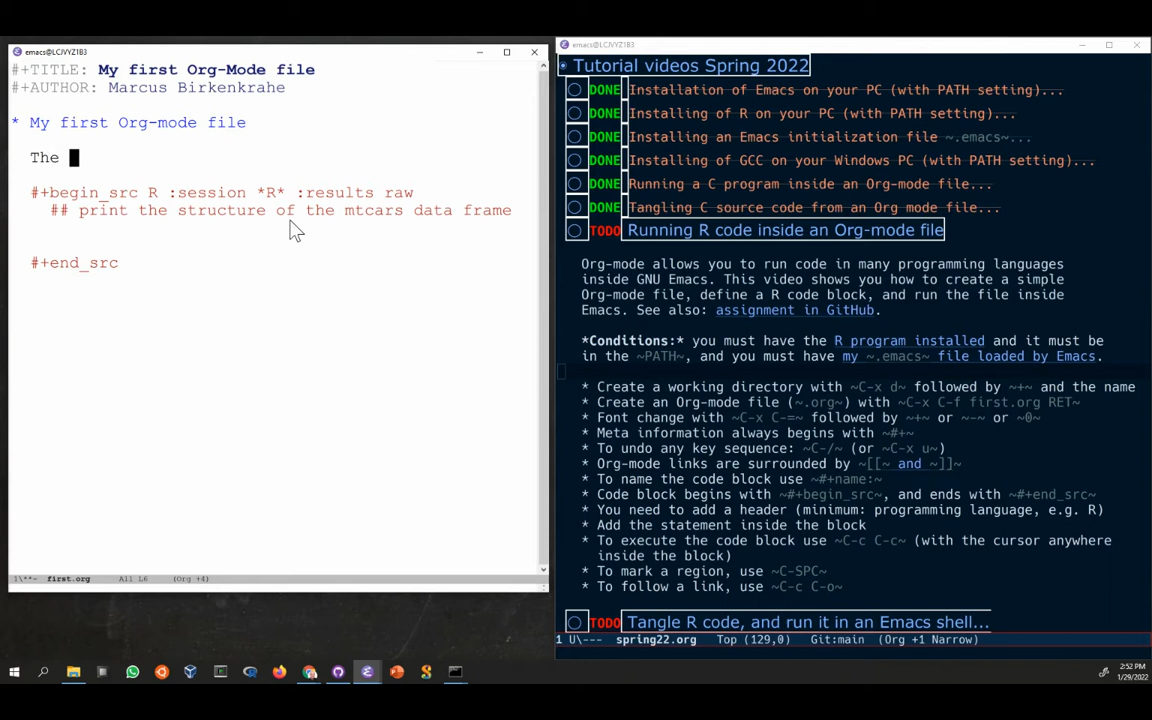 emacs@LCJVYZ1B3
#+TITLE: My first Org-Mode file
#+AUTHOR: Marcus Birkenkrahe
* My first Org-mode file
The
#+begin_src R :session *R* :results raw
## print the structure of the mtcars data frame
#+end_src
1\**- first.org All L6 (Org +4)
emacs@LCJVYZ1B3
Tutorial videos Spring 2022
DONE Installation of Emacs on your PC (with PATH setting)...
DONE Installing of R on your PC (with PATH setting)...
DONE Installing an Emacs initialization file ~.emacs~...
DONE Installing of GCC on your Windows PC (with PATH setting)...
DONE Running a C program inside an Org-mode file...
DONE Tangling C source code from an Org mode file...
TODO Running R code inside an Org-mode file
Org-mode allows you to run code in many programming languages
inside GNU Emacs. This video shows you how to create a simple
Org-mode file, define a R code block, and run the file inside
Emacs. See also: assignment in GitHub.
*Conditions:* you must have the R program installed and it must be
in the ~PATH~, and you must have my ~.emacs~ file loaded by Emacs.
* Create a working directory with ~C-x d~ followed by ~+~ and the name
* Create an Org-mode file (~.org~) with ~C-x C-f first.org RET~
* Font change with ~C-x C-=~ followed by ~+~ or ~-~ or ~0~
* Meta information always begins with ~#+~
* To undo any key sequence: ~C-/~ (or ~C-x u~)
* Org-mode links are surrounded by ~[[~ and ~]]~
* To name the code block use ~#+name:~
* Code block begins with ~#+begin_src~, and ends with ~#+end_src~
* You need to add a header (minimum: programming language, e.g. R)
* Add the statement inside the block
* To execute the code block use ~C-c C-c~ (with the cursor anywhere
inside the block)
* To mark a region, use ~C-SPC~
* To follow a link, use ~C-c C-o~
TODO Tangle R code, and run it in an Emacs shell...
1 U\--- spring22.org Top (129,0) Git:main (Org +1 Narrow)
2:52 PM
1/29/2022